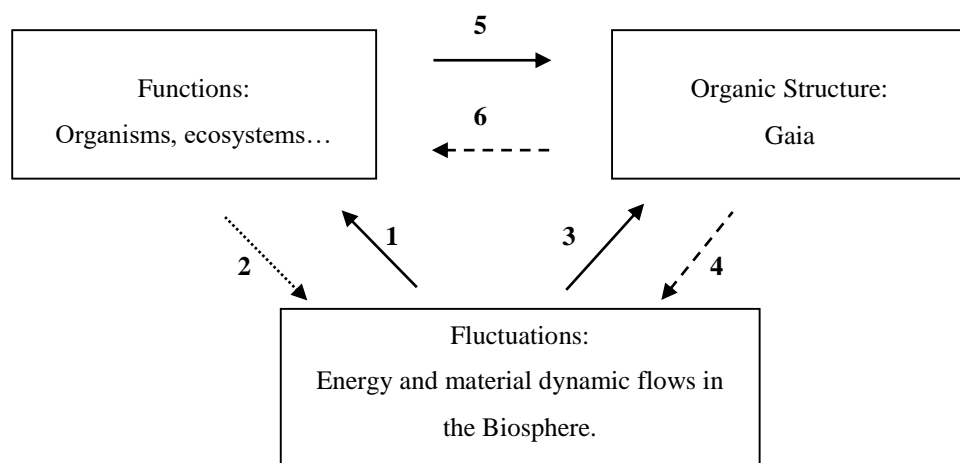 5
Functions:
Organisms, ecosystems…
Organic Structure:
Gaia
6
1
2
3
4
Fluctuations:
Energy and material dynamic flows in
the Biosphere.